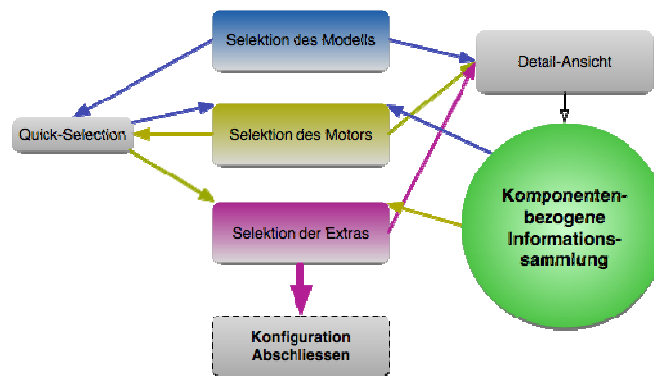 Selektion des Modells
Detail-Ansicht
Quick-Selection
Selektion des Motors
Komponenten-
bezogene
Informations-
sammlung
Selektion der Extras
Konfiguration
Abschliessen